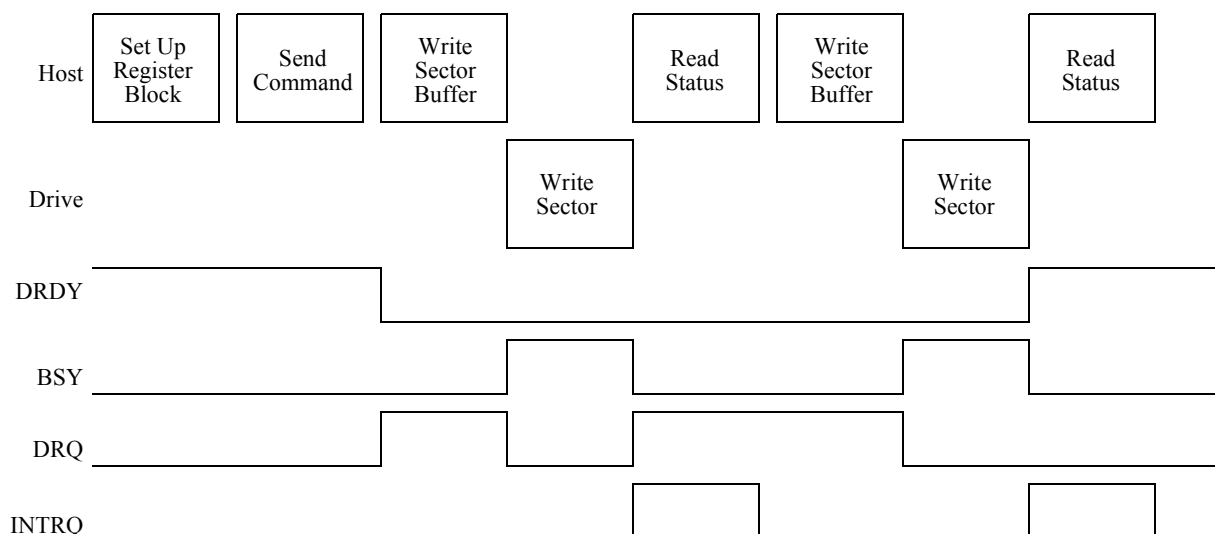 Host
Set Up
Register
Block
Send
Command
Write
Sector
Buffer
Read
Status
Write
Sector
Buffer
Read
Status
Drive
Write
Sector
Write
Sector
DRDY
BSY
DRQ
INTRQ